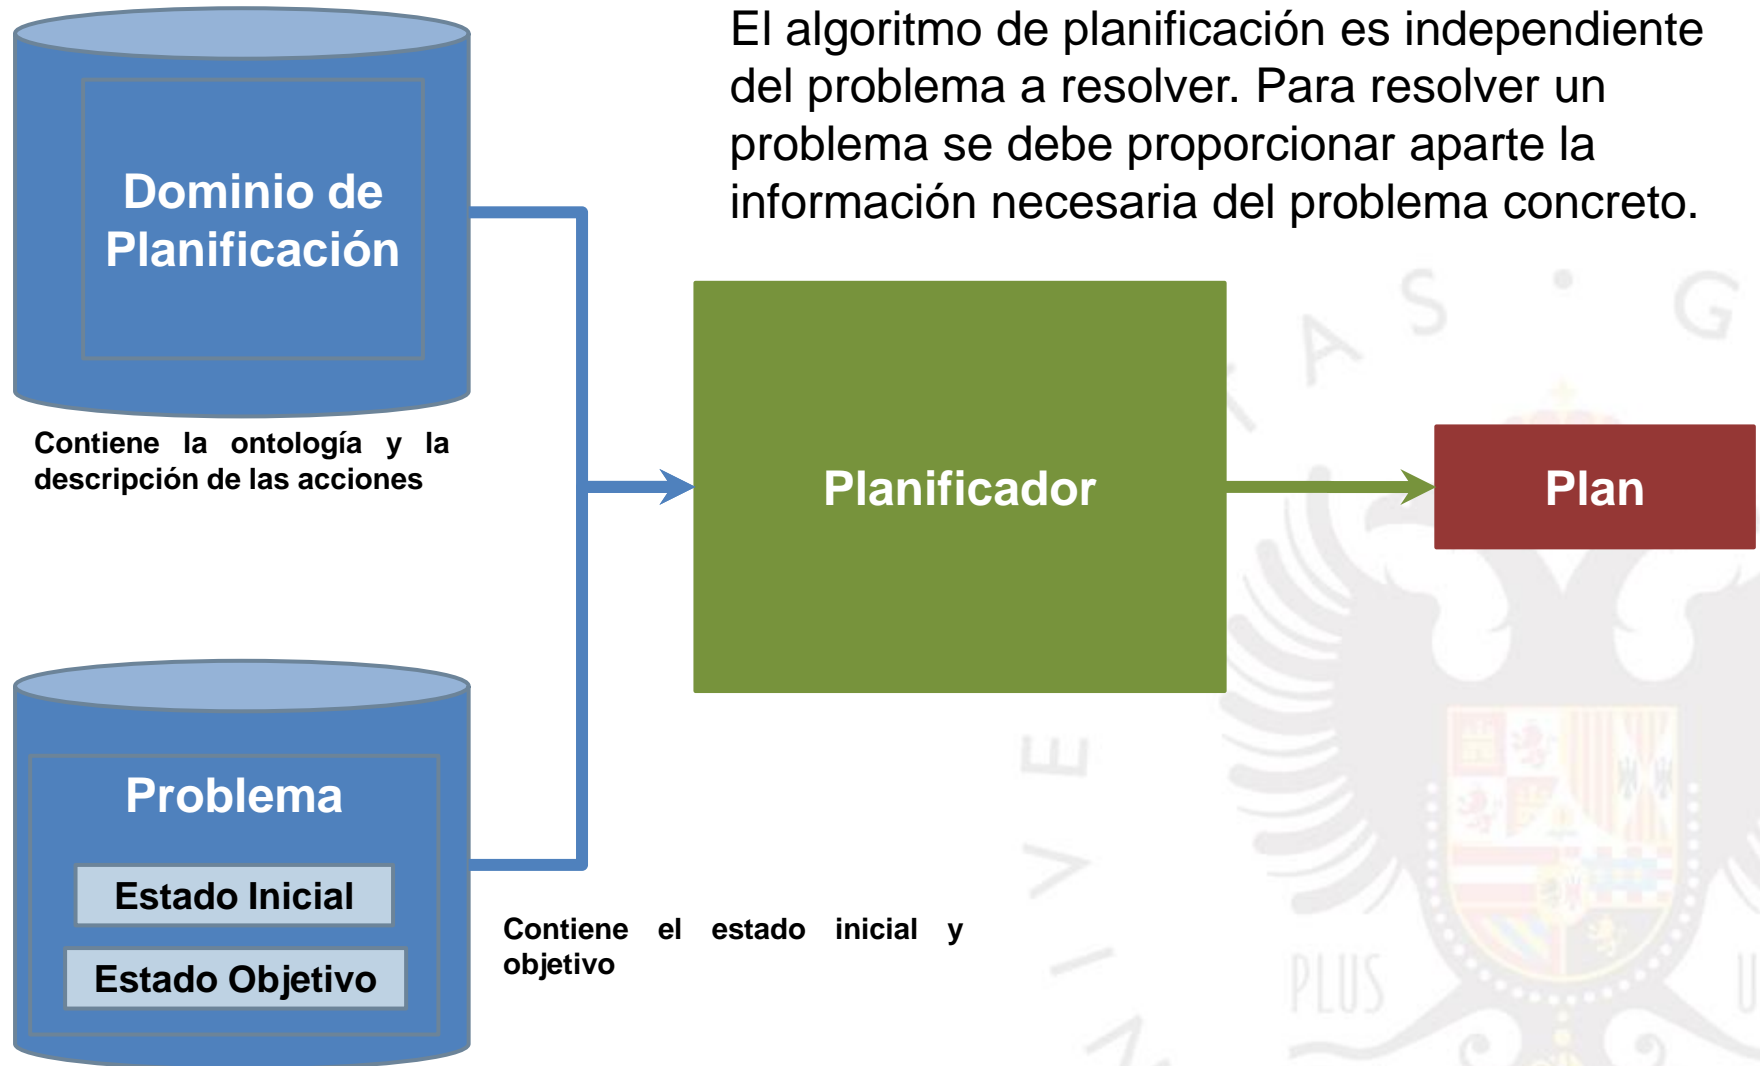 El algoritmo de planificación es independiente
del problema a resolver. Para resolver un
problema se debe proporcionar aparte la
información necesaria del problema concreto.
Dominio de
Planificación
Contiene la ontología y la
descripción de las acciones
Planificador
Plan
Problema
Estado Inicial
Estado Objetivo
Contiene el estado inicial y
objetivo
PLUS